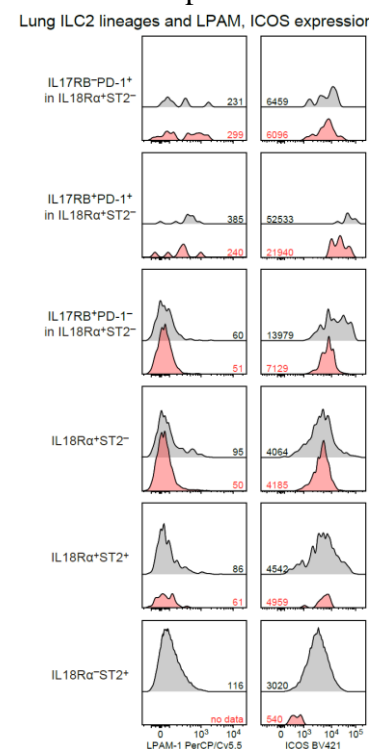 Lung ILC2 lineages and LPAM, ICOS expression
IL17RB⁻PD-1⁺
in IL18Rα⁺ST2⁻
231
299
6459
6096
IL17RB⁺PD-1⁺
in IL18Rα⁺ST2⁻
385
240
52533
21940
IL17RB⁺PD-1⁻
in IL18Rα⁺ST2⁻
60
51
13979
7129
IL18Rα⁺ST2⁻
95
50
4064
4185
IL18Rα⁺ST2⁺
86
61
4542
4959
IL18Rα⁻ST2⁺
116
no data
3020
540
0 10³ 10⁴
0 10³ 10⁴ 10⁵
LPAM-1 PerCP/Cy5.5
ICOS BV421